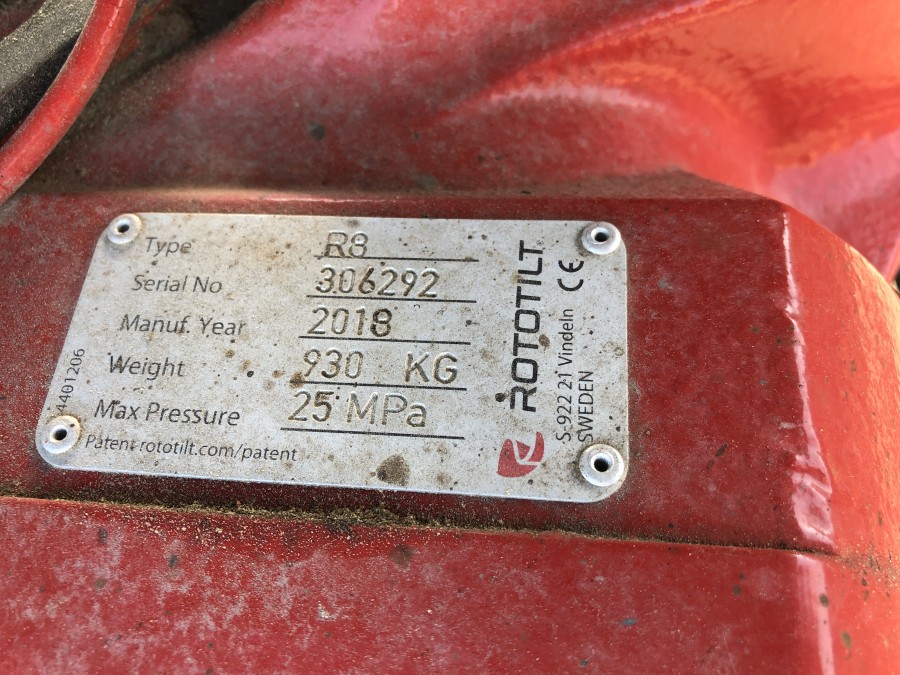 Type R8
Serial No 306292
Manuf. Year 2018
Weight 930 KG
Max Pressure 25 MPa
Patent rototilt.com/patent
4401206
ROTOTILT
S-922 21 Vindeln CE
SWEDEN